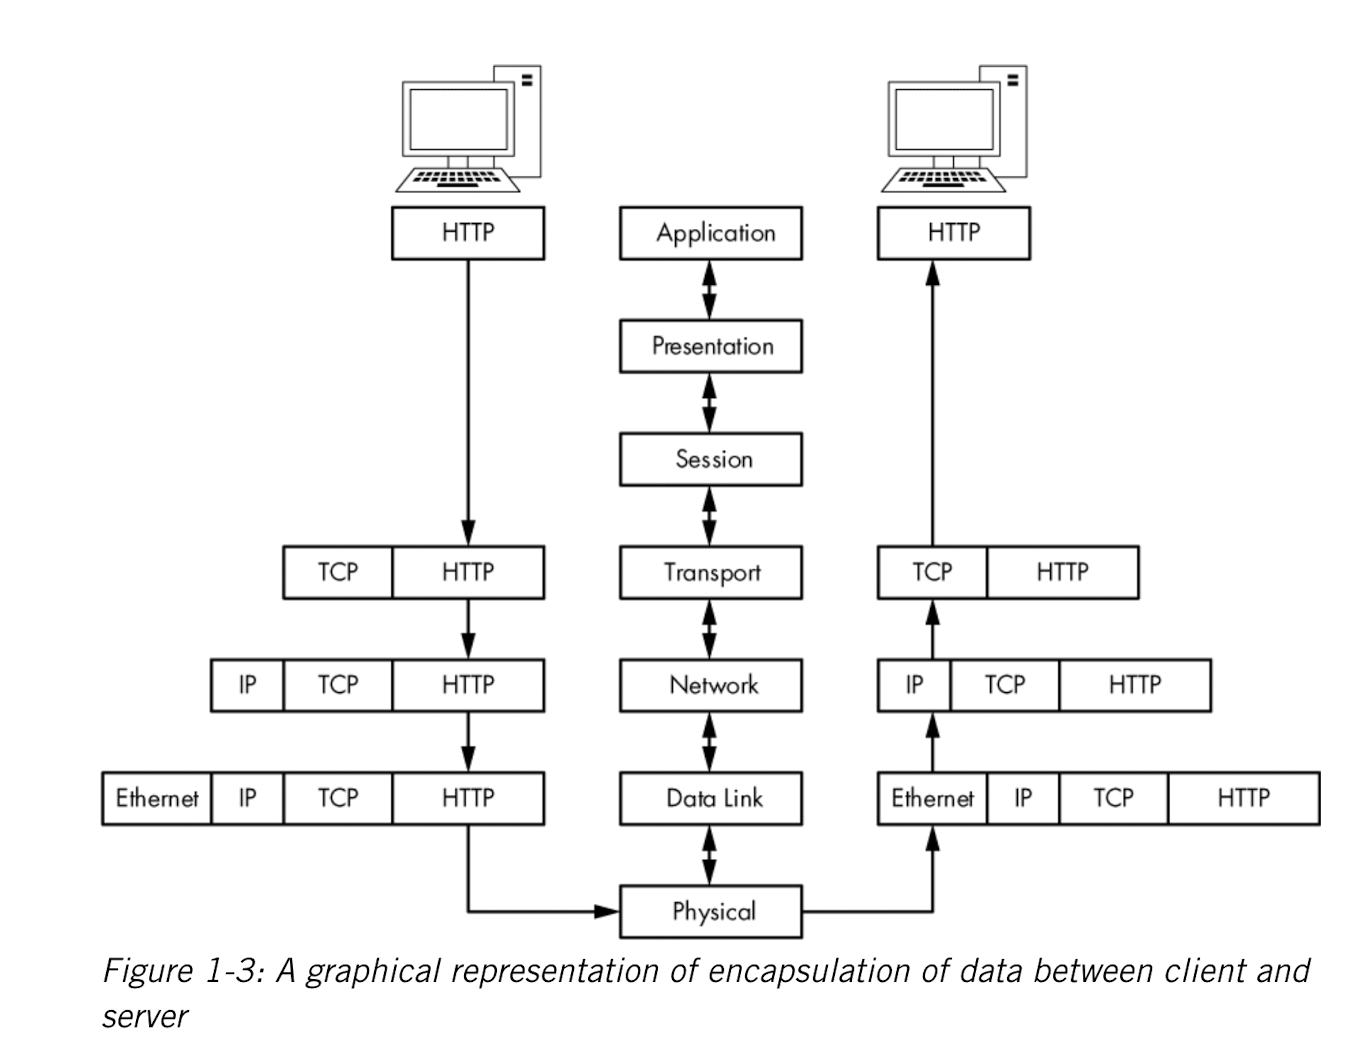 HTTP Application HTTP
Presentation
Session
TCP HTTP Transport TCP HTTP
IP TCP HTTP Network IP TCP HTTP
Ethernet IP TCP HTTP Data Link Ethernet IP TCP HTTP
Physical
Figure 1-3: A graphical representation of encapsulation of data between client and
server